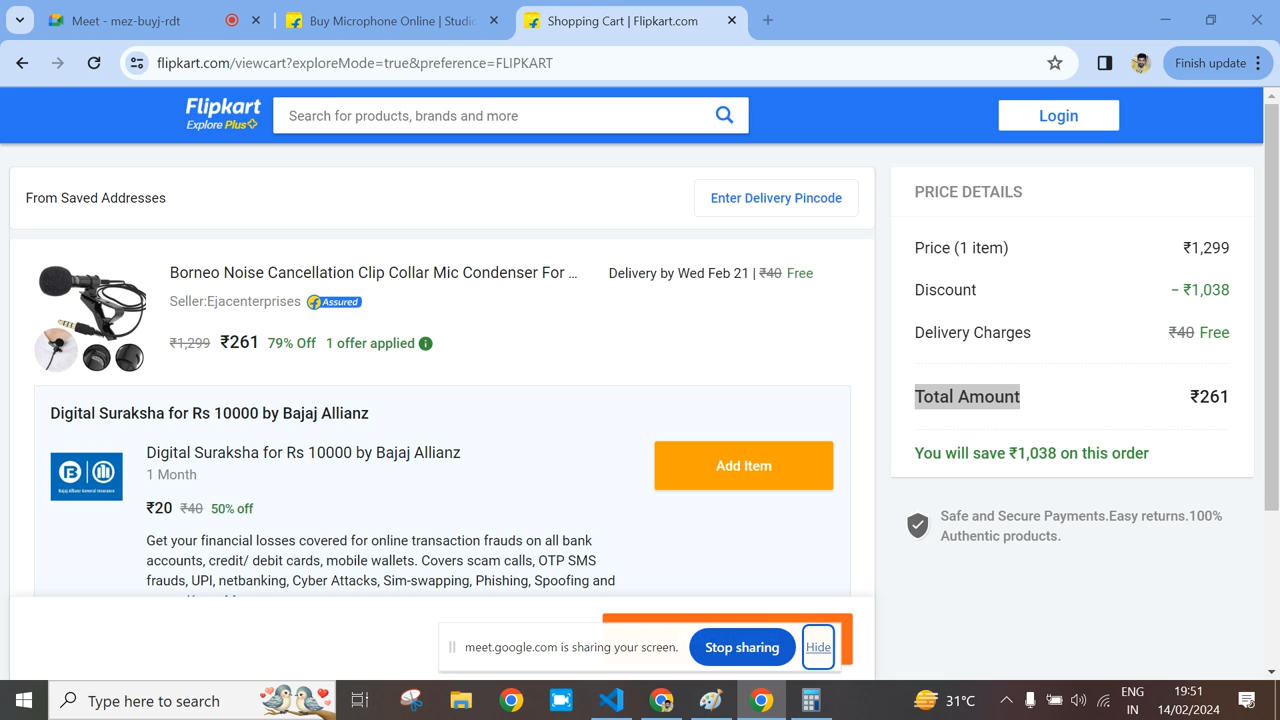 Meet - mez-buyj-rdt
Buy Microphone Online | Studio
Shopping Cart | Flipkart.com
flipkart.com/viewcart?exploreMode=true&preference=FLIPKART
Finish update
Flipkart
Explore Plus
Search for products, brands and more
Login
From Saved Addresses
Enter Delivery Pincode
Borneo Noise Cancellation Clip Collar Mic Condenser For ...
Delivery by Wed Feb 21 | ₹40 Free
Seller:Ejacenterprises
Assured
₹1,299 ₹261 79% Off 1 offer applied
Digital Suraksha for Rs 10000 by Bajaj Allianz
Digital Suraksha for Rs 10000 by Bajaj Allianz
1 Month
₹20 ₹40 50% off
Add Item
Bajaj Allianz General Insurance
Get your financial losses covered for online transaction frauds on all bank
accounts, credit/ debit cards, mobile wallets. Covers scam calls, OTP SMS
frauds, UPI, netbanking, Cyber Attacks, Sim-swapping, Phishing, Spoofing and
PRICE DETAILS
Price (1 item) ₹1,299
Discount − ₹1,038
Delivery Charges ₹40 Free
Total Amount ₹261
You will save ₹1,038 on this order
Safe and Secure Payments.Easy returns.100%
Authentic products.
meet.google.com is sharing your screen.
Stop sharing
Hide
Type here to search
31°C
ENG
IN
19:51
14/02/2024